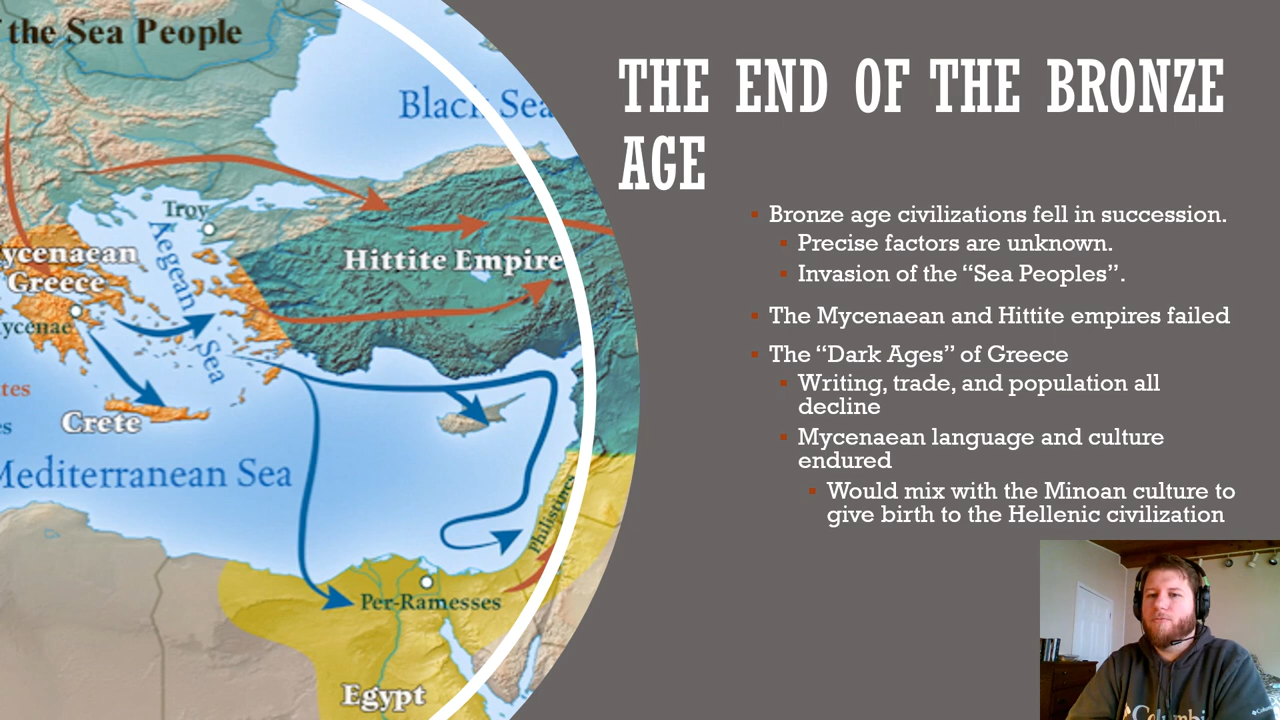 the Sea People
Black Sea
Troy
Aegean
Sea
ycenaean
Greece
ycenae
Hittite Empire
tes
s
Crete
Mediterranean Sea
Philistines
Per-Ramesses
Egypt
THE END OF THE BRONZE
AGE
Bronze age civilizations fell in succession.
Precise factors are unknown.
Invasion of the “Sea Peoples”.
The Mycenaean and Hittite empires failed
The “Dark Ages” of Greece
Writing, trade, and population all
decline
Mycenaean language and culture
endured
Would mix with the Minoan culture to
give birth to the Hellenic civilization